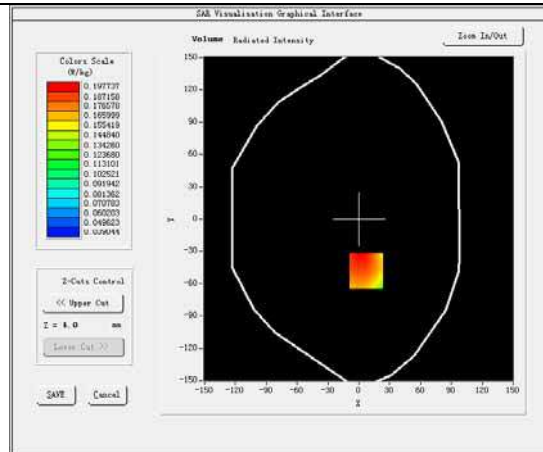 SAR Visualisation Graphical Interface
Volume Radiated Intensity
Zoom In/Out
Colors Scale
(W/kg)
0.197737
0.187158
0.176578
0.165999
0.155419
0.144840
0.134260
0.123680
0.113101
0.102521
0.091942
0.081362
0.070783
0.060203
0.049623
0.039044
150
120
90
60
30
0
-30
-60
-90
-120
-150
Y
-150 -120 -90 -60 -30 0 30 60 90 120 150
X
Z-Cuts Control
<< Upper Cut
Z = 4.0 mm
Lower Cut >>
SAVE Cancel